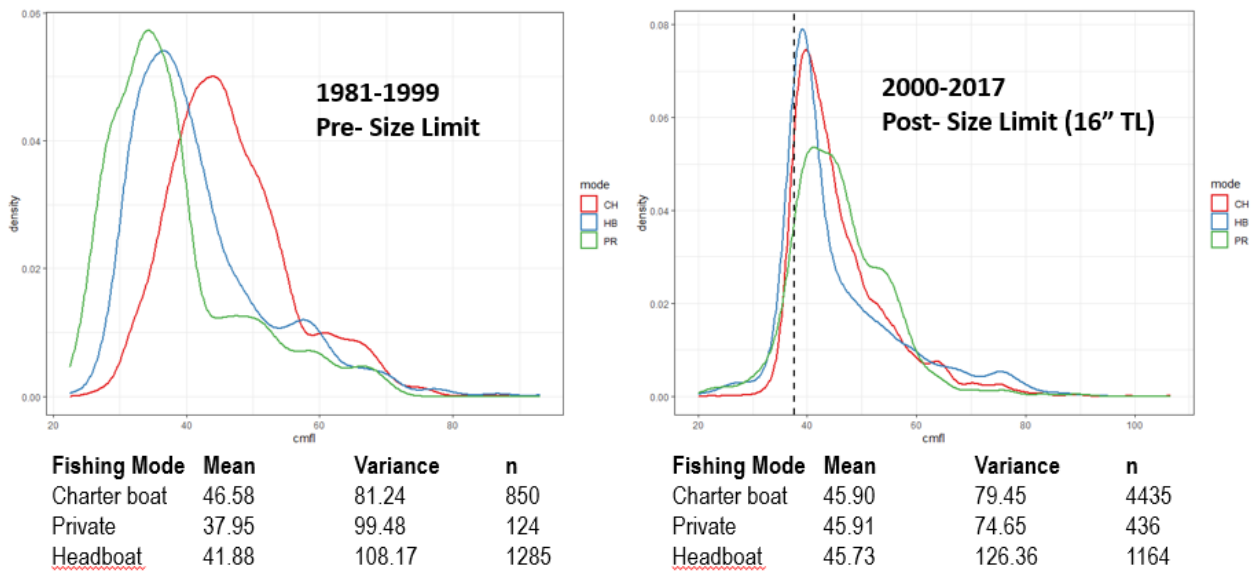 0.06
0.04
0.02
0.00
density
20
40
60
80
cmfl
1981-1999
Pre- Size Limit
mode
CH
HB
PR
Fishing Mode Mean Variance n
Charter boat 46.58 81.24 850
Private 37.95 99.48 124
Headboat 41.88 108.17 1285
0.08
0.06
0.04
0.02
0.00
density
20
40
60
80
100
cmfl
2000-2017
Post- Size Limit (16” TL)
mode
CH
HB
PR
Fishing Mode Mean Variance n
Charter boat 45.90 79.45 4435
Private 45.91 74.65 436
Headboat 45.73 126.36 1164